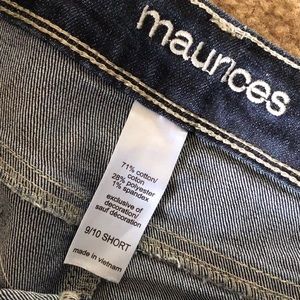 maurices
71% cotton/
coton
28% polyester
1% spandex
exclusive of
decoration/
sauf décoration
9/10 SHORT
made in vietnam